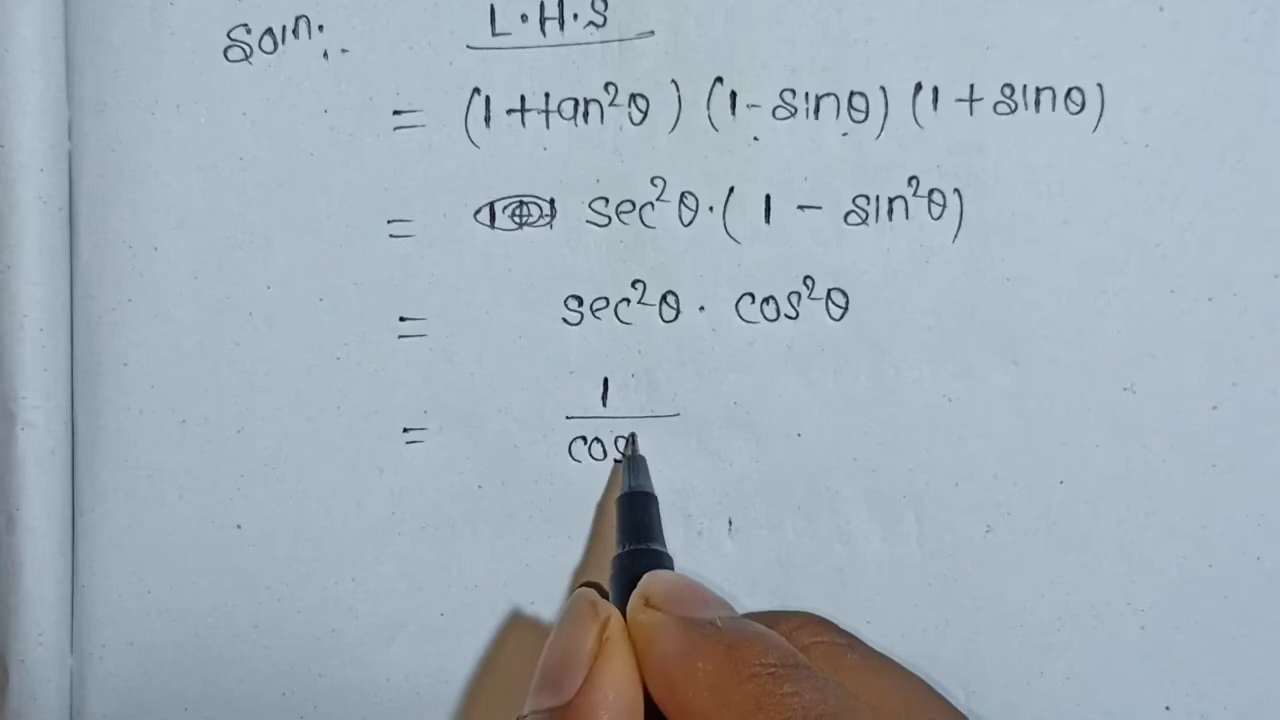 Soln:-
L.H.S
= (1+tan²θ) (1-sinθ) (1+sinθ)
= sec²θ·(1 - sin²θ)
= sec²θ · cos²θ
= 1
cos